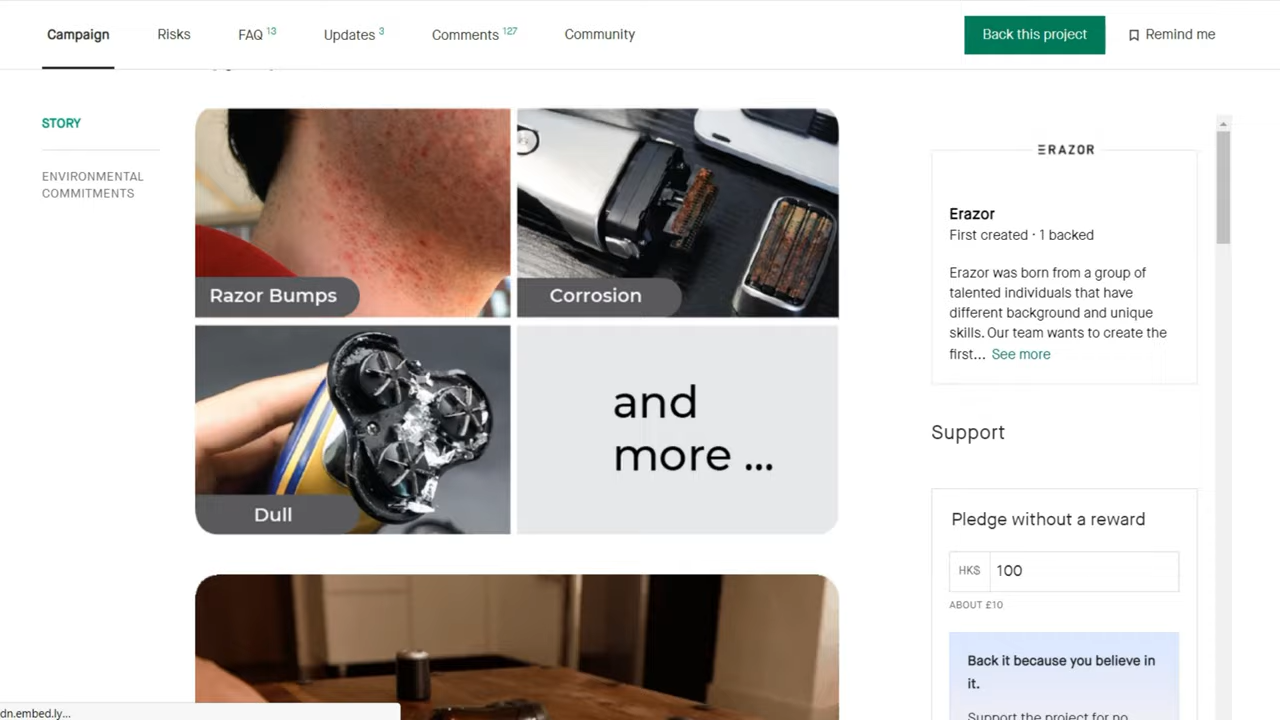 Campaign
Risks
FAQ 13
Updates 3
Comments 127
Community
Back this project
Remind me
STORY
ENVIRONMENTAL
COMMITMENTS
Razor Bumps
Corrosion
Dull
and
more ...
ERAZOR
Erazor
First created · 1 backed
Erazor was born from a group of
talented individuals that have
different background and unique
skills. Our team wants to create the
first... See more
Support
Pledge without a reward
HK$ 100
ABOUT £10
Back it because you believe in
it.
Support the project for no
dn.embed.ly...